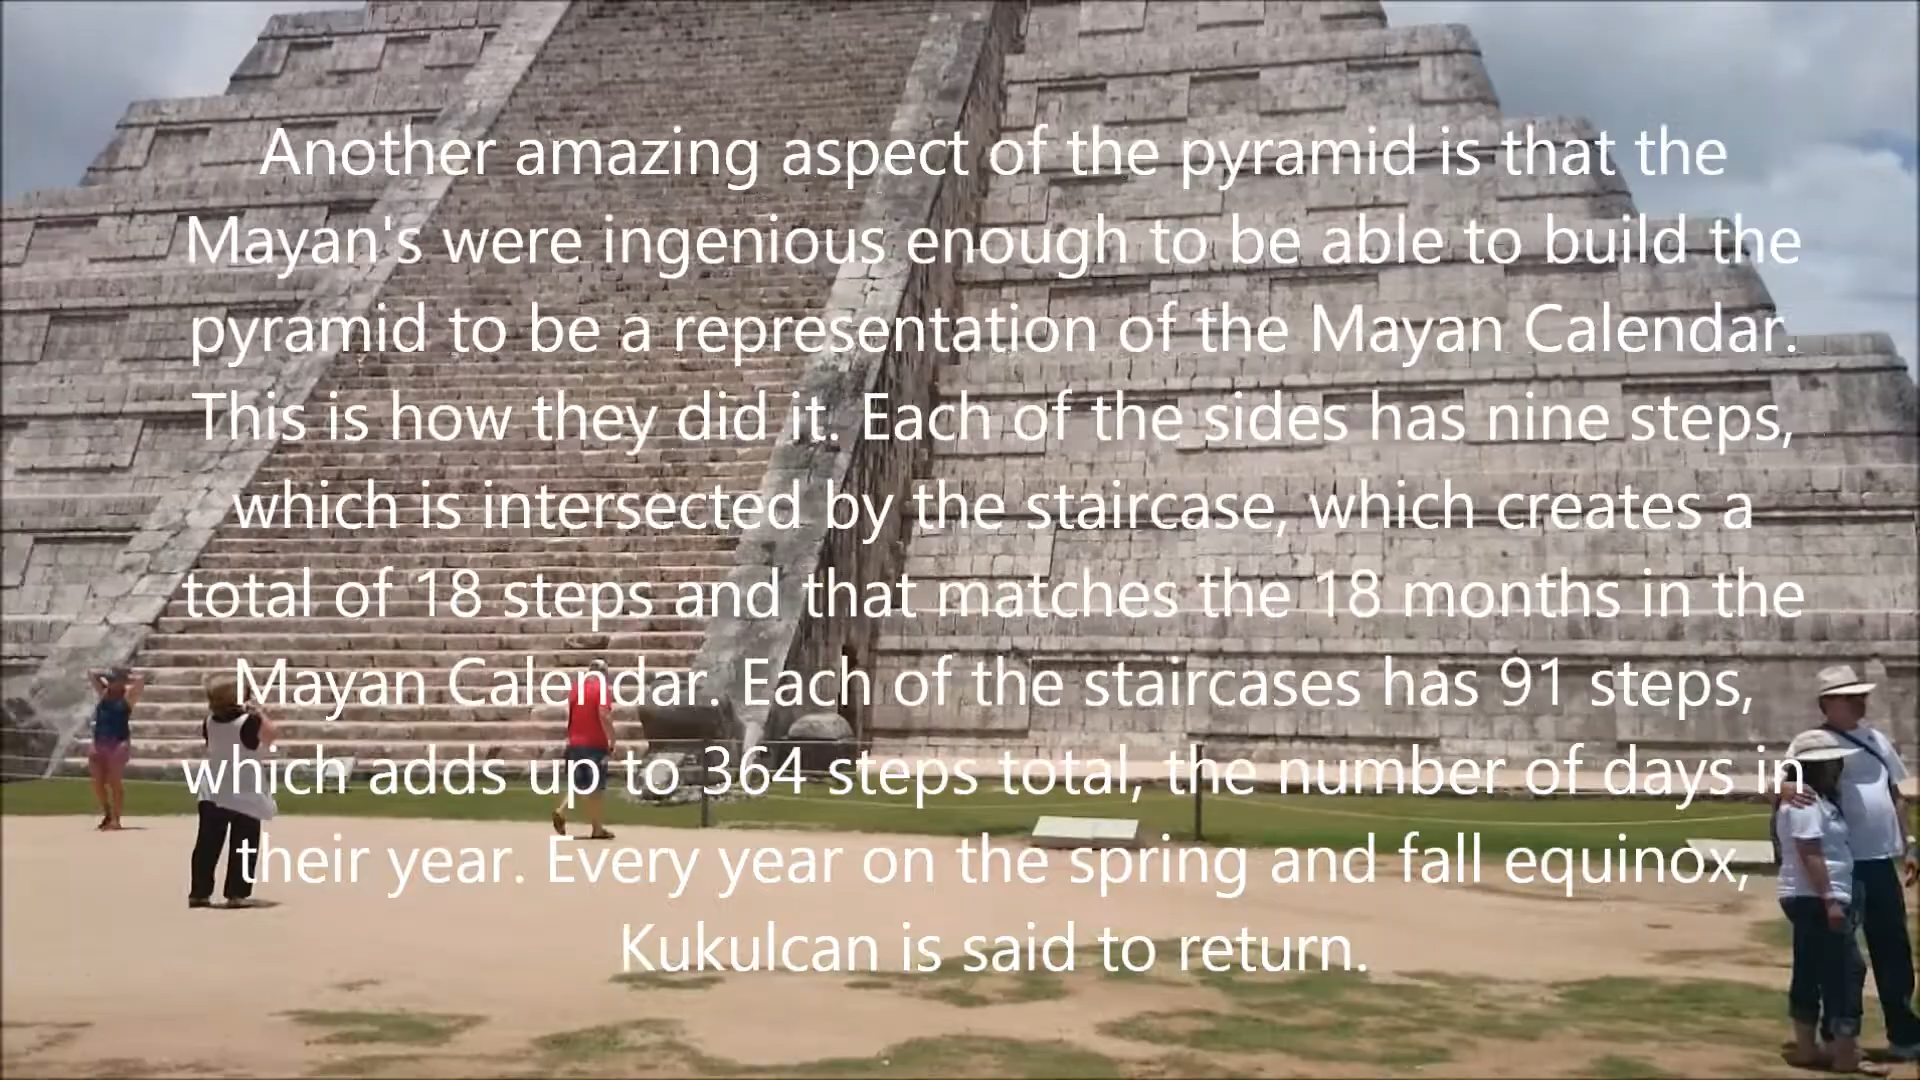 Another amazing aspect of the pyramid is that the
Mayan's were ingenious enough to be able to build the
pyramid to be a representation of the Mayan Calendar.
This is how they did it. Each of the sides has nine steps,
which is intersected by the staircase, which creates a
total of 18 steps and that matches the 18 months in the
Mayan Calendar. Each of the staircases has 91 steps,
which adds up to 364 steps total, the number of days in
their year. Every year on the spring and fall equinox,
Kukulcan is said to return.